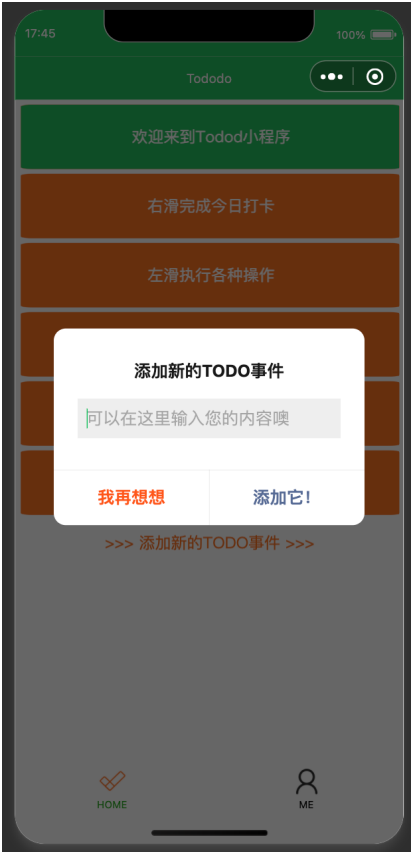 17:45
100%
Tododo
欢迎来到Todod小程序
右滑完成今日打卡
左滑执行各种操作
添加新的TODO事件
可以在这里输入您的内容噢
我再想想
添加它!
>>> 添加新的TODO事件 >>>
HOME
ME